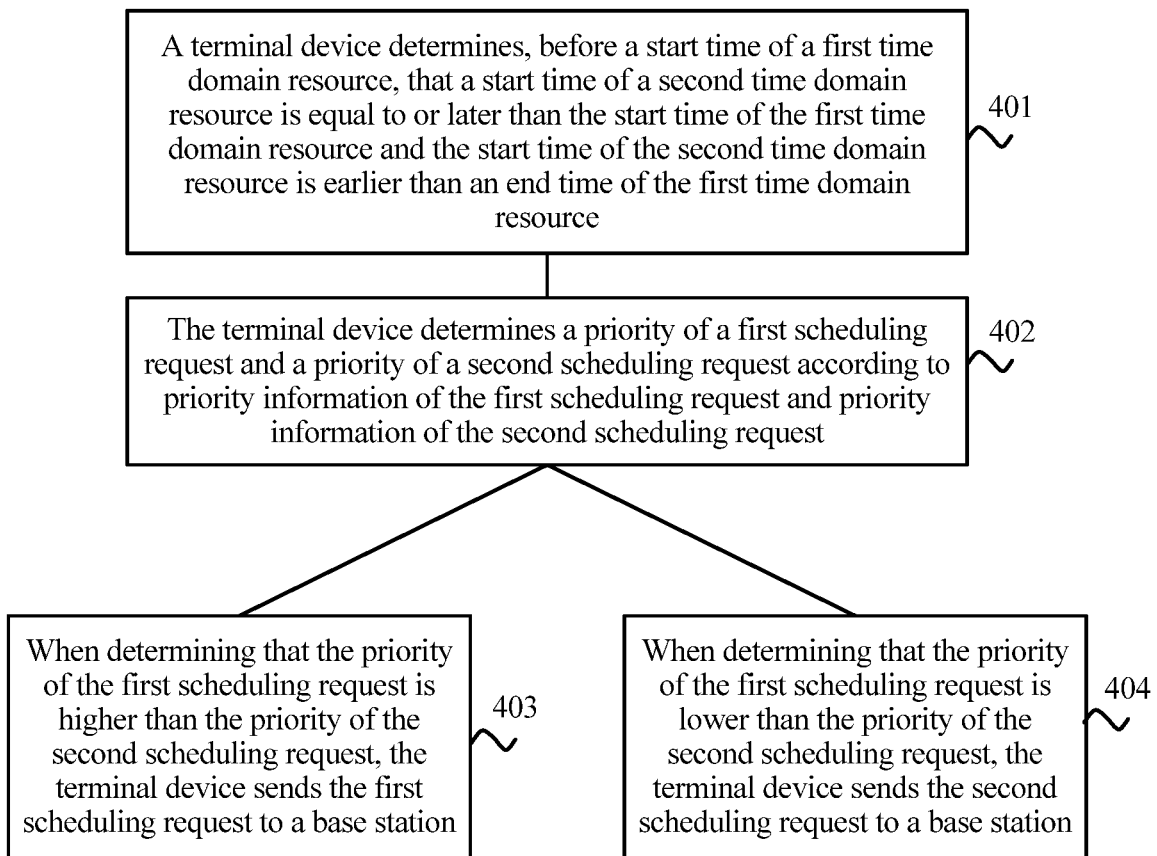 A terminal device determines, before a start time of a first time
domain resource, that a start time of a second time domain
resource is equal to or later than the start time of the first time
domain resource and the start time of the second time domain
resource is earlier than an end time of the first time domain
resource
401
The terminal device determines a priority of a first scheduling
request and a priority of a second scheduling request according to
priority information of the first scheduling request and priority
information of the second scheduling request
402
When determining that the priority
of the first scheduling request is
higher than the priority of the
second scheduling request, the
terminal device sends the first
scheduling request to a base station
403
When determining that the priority
of the first scheduling request is
lower than the priority of the
second scheduling request, the
terminal device sends the second
scheduling request to a base station
404